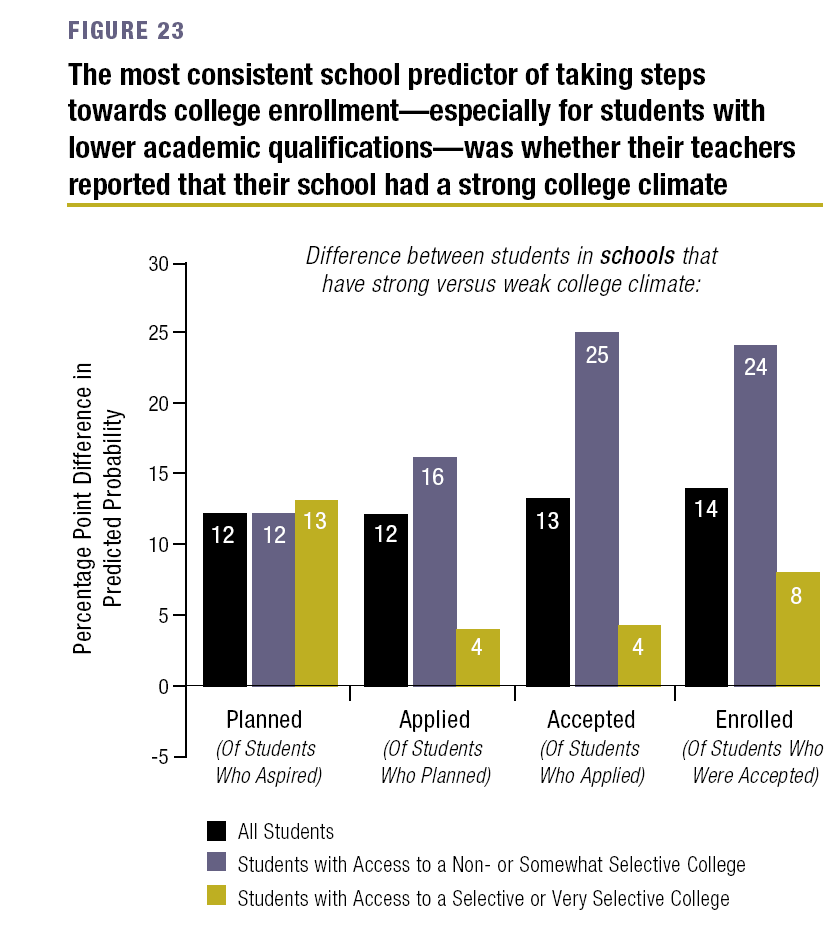 FIGURE 23
The most consistent school predictor of taking steps
towards college enrollment—especially for students with
lower academic qualifications—was whether their teachers
reported that their school had a strong college climate
Difference between students in schools that
have strong versus weak college climate:
Percentage Point Difference in
Predicted Probability
30
25
20
15
10
5
0
-5
12
12
13
12
16
4
13
25
4
14
24
8
Planned
(Of Students
Who Aspired)
Applied
(Of Students
Who Planned)
Accepted
(Of Students
Who Applied)
Enrolled
(Of Students Who
Were Accepted)
All Students
Students with Access to a Non- or Somewhat Selective College
Students with Access to a Selective or Very Selective College